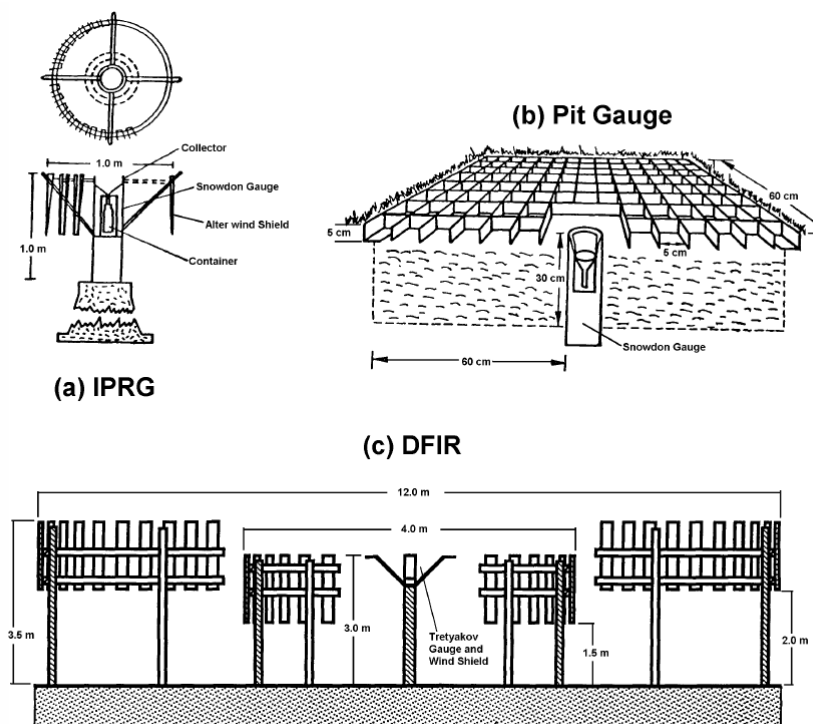 1.0 m
Collector
Snowdon Gauge
Alter wind Shield
1.0 m
Container
(a) IPRG
(b) Pit Gauge
60 cm
5 cm
5 cm
30 cm
Snowdon Gauge
60 cm
(c) DFIR
12.0 m
4.0 m
3.5 m
3.0 m
Tretyakov
Gauge and
Wind Shield
1.5 m
2.0 m